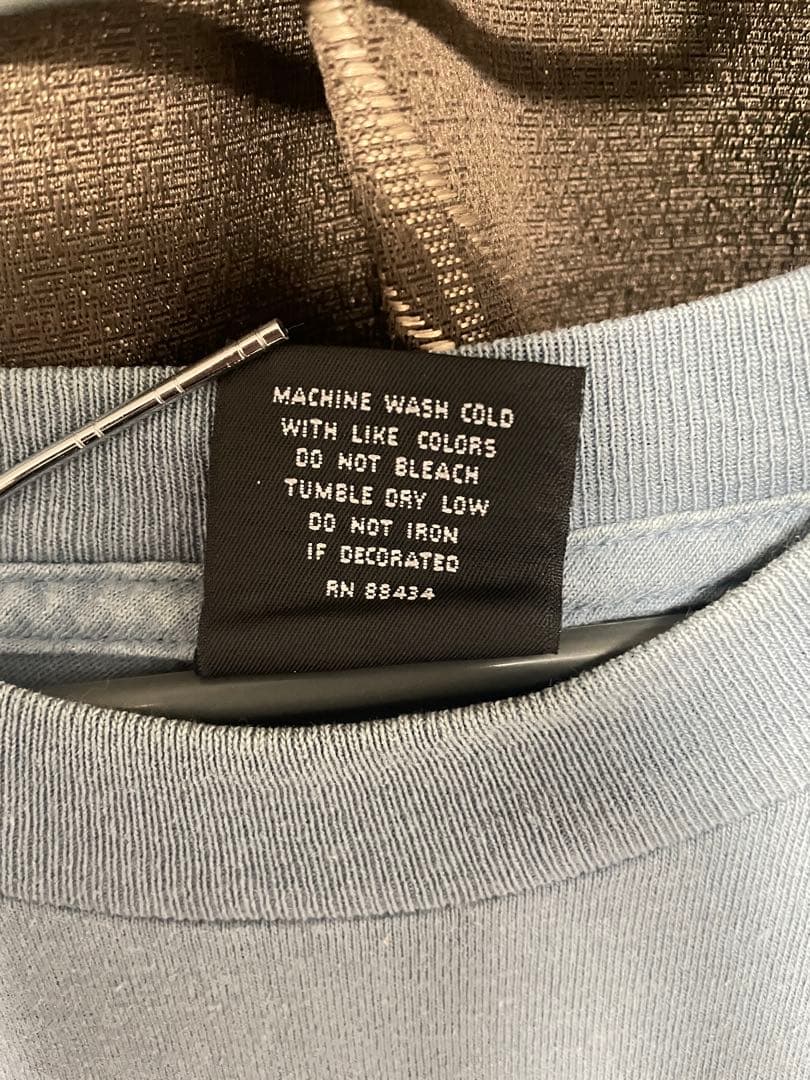 MACHINE WASH COLD
WITH LIKE COLORS
DO NOT BLEACH
TUMBLE DRY LOW
DO NOT IRON
IF DECORATED
RN 88434